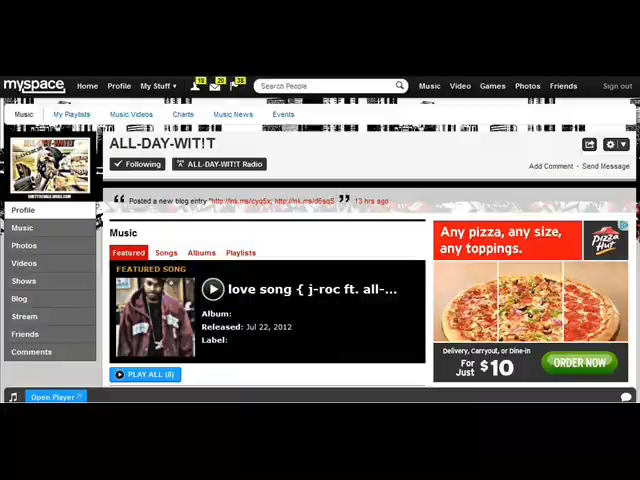 myspace Home Profile My Stuff 18 20 38 Search People Music Video Games Photos Friends Sign out
Music My Playlists Music Videos Charts Music News Events
ALL-DAY-WIT!T
Following ALL-DAY-WIT!T Radio
Add Comment · Send Message
Posted a new blog entry "http://lnk.ms/cyq5x; http://lnk.ms/d6sqS 13 hrs ago
Profile
Music
Photos
Videos
Shows
Blog
Stream
Friends
Comments
Music
Featured Songs Albums Playlists
FEATURED SONG
love song { j-roc ft. all-...
Album:
Released: Jul 22, 2012
Label:
PLAY ALL (8)
Any pizza, any size,
any toppings.
Pizza
Hut
Delivery, Carryout, or Dine-in
For
Just $10
ORDER NOW
Open Player